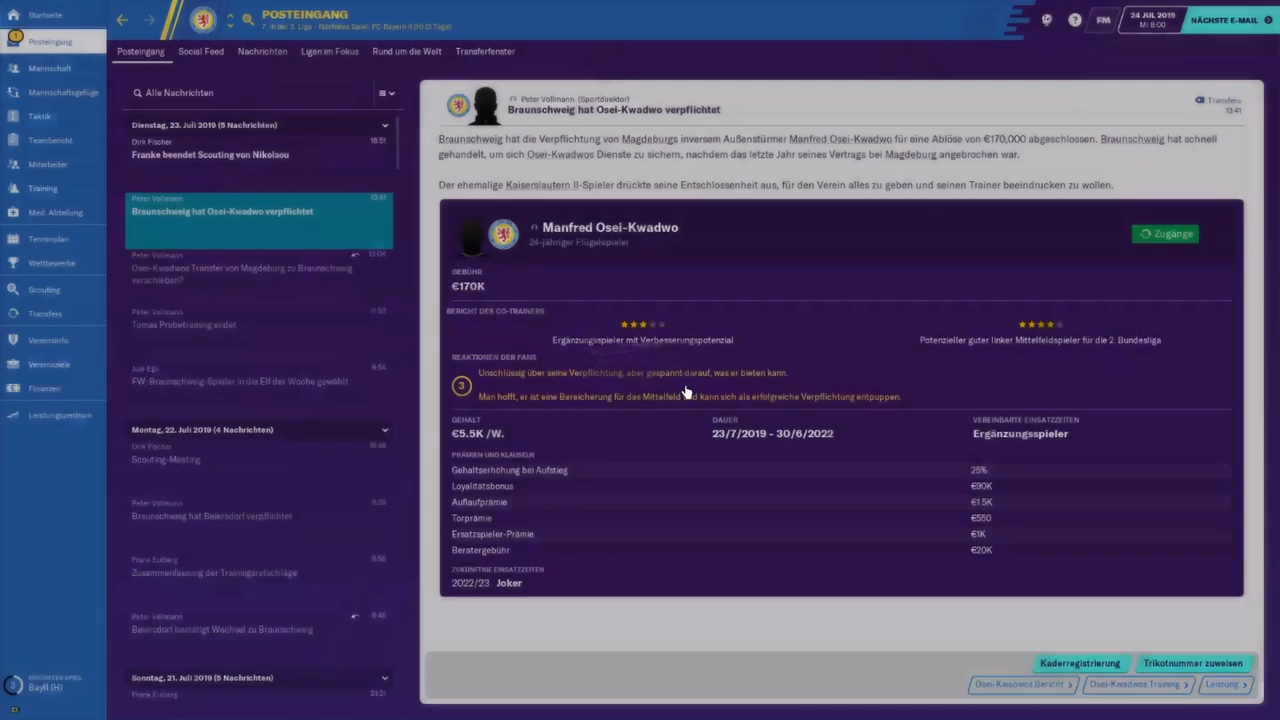 Startseite
1
Posteingang
Mannschaft
Mannschaftsgefüge
Taktik
Teambericht
Mitarbeiter
Training
Med. Abteilung
Terminplan
Wettbewerbe
Scouting
Transfers
Vereinsinfo
Vereinsziele
Finanzen
Leistungszentrum
NÄCHSTES SPIEL
BayII (H)
3
POSTEINGANG
7. in der 3. Liga - Nächstes Spiel: FC Bayern II (H) (3 Tage)
FM
24 JUL 2019
MI 8:00
NÄCHSTE E-MAIL
Posteingang
Social Feed
Nachrichten
Ligen im Fokus
Rund um die Welt
Transferfenster
Alle Nachrichten
Dienstag, 23. Juli 2019 (5 Nachrichten)
Dirk Fischer 16:51
Franke beendet Scouting von Nikolaou
Peter Vollmann 13:41
Braunschweig hat Osei-Kwadwo verpflichtet
Peter Vollmann 13:04
Osei-Kwadwos Transfer von Magdeburg zu Braunschweig
verschieben?
Peter Vollmann 11:53
Tomas Probetraining endet
8:54
FW: Braunschweig-Spieler in die Elf der Woche gewählt
Montag, 22. Juli 2019 (4 Nachrichten)
Dirk Fischer 16:48
Scouting-Meeting
Peter Vollmann 9:25
Braunschweig hat Beiersdorf verpflichtet
Frank Eulberg 8:56
Zusammenfassung der Trainingsratschläge
Peter Vollmann 8:48
Beiersdorf bestätigt Wechsel zu Braunschweig
Sonntag, 21. Juli 2019 (5 Nachrichten)
Frank Eulberg 21:21
Peter Vollmann (Sportdirektor)
Braunschweig hat Osei-Kwadwo verpflichtet
Transfers
13:41
Braunschweig hat die Verpflichtung von Magdeburgs inversem Außenstürmer Manfred Osei-Kwadwo für eine Ablöse von €170,000 abgeschlossen. Braunschweig hat schnell
gehandelt, um sich Osei-Kwadwos Dienste zu sichern, nachdem das letzte Jahr seines Vertrags bei Magdeburg angebrochen war.
Der ehemalige Kaiserslautern II-Spieler drückte seine Entschlossenheit aus, für den Verein alles zu geben und seinen Trainer beeindrucken zu wollen.
Manfred Osei-Kwadwo
24-jähriger Flügelspieler
Zugänge
GEBÜHR
€170K
BERICHT DES CO-TRAINERS
Ergänzungsspieler mit Verbesserungspotenzial
Potenzieller guter linker Mittelfeldspieler für die 2. Bundesliga
REAKTIONEN DER FANS
3
Unschlüssig über seine Verpflichtung, aber gespannt darauf, was er bieten kann.
Man hofft, er ist eine Bereicherung für das Mittelfeld und kann sich als erfolgreiche Verpflichtung entpuppen.
GEHALT
€5.5K /W.
DAUER
23/7/2019 - 30/6/2022
VEREINBARTE EINSATZZEITEN
Ergänzungsspieler
PRÄMIEN UND KLAUSELN
Gehaltserhöhung bei Aufstieg 25%
Loyalitätsbonus €90K
Auflaufprämie €1.5K
Torprämie €550
Ersatzspieler-Prämie €1K
Beratergebühr €20K
ZUKÜNFTIGE EINSATZZEITEN
2022/23 Joker
Kaderregistrierung
Trikotnummer zuweisen
Osei-Kwadwos Bericht
Osei-Kwadwos Training
Leistung